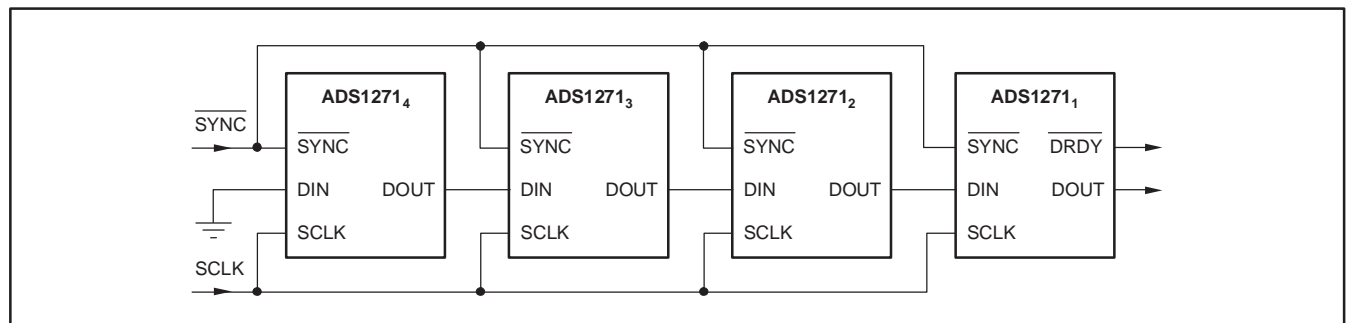 ADS1271₄ ADS1271₃ ADS1271₂ ADS1271₁
SYNC
SYNC SYNC SYNC SYNC DRDY
DIN DOUT DIN DOUT DIN DOUT DIN DOUT
SCLK SCLK SCLK SCLK
SCLK